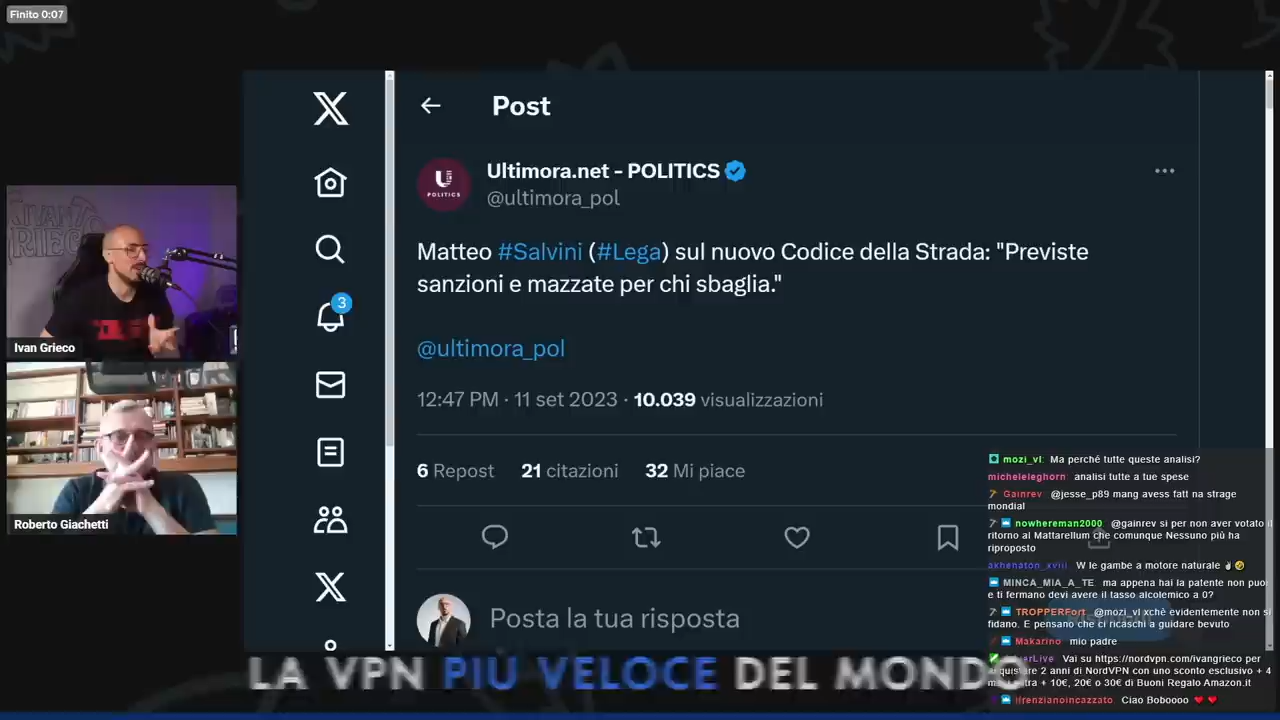 Finito 0:07
Post
Ultimora.net - POLITICS
@ultimora_pol
POLITICS
Matteo #Salvini (#Lega) sul nuovo Codice della Strada: "Previste
sanzioni e mazzate per chi sbaglia."
@ultimora_pol
12:47 PM · 11 set 2023 · 10.039 visualizzazioni
6 Repost 21 citazioni 32 Mi piace
Posta la tua risposta
3
Ivan Grieco
Roberto Giachetti
mozi_vl: Ma perché tutte queste analisi?
micheleleghorn analisi tutte a tue spese
Gainrev @jesse_p89 mang avess fatt na strage
mondial
nowhereman2000 @gainrev si per non aver votato il
ritorno al Mattarellum che comunque Nessuno più ha
riproposto
akhenaton_xviii W le gambe a motore naturale
MINCA_MIA_A_TE ma appena hai la patente non puoi
e ti fermano devi avere il tasso alcolemico a 0?
TROPPERFort @mozi_vl xchè evidentemente non si
fidano. E pensano che ci ricaschi a guidare bevuto
Makarino mio padre
Vai su https://nordvpn.com/ivangrieco per
2 anni di NordVPN con uno sconto esclusivo + 4
+ 10€, 20€ o 30€ di Buoni Regalo Amazon.it
ifrenzianoincazzato Ciao Boboooo
LA VPN PIÙ VELOCE DEL MONDO